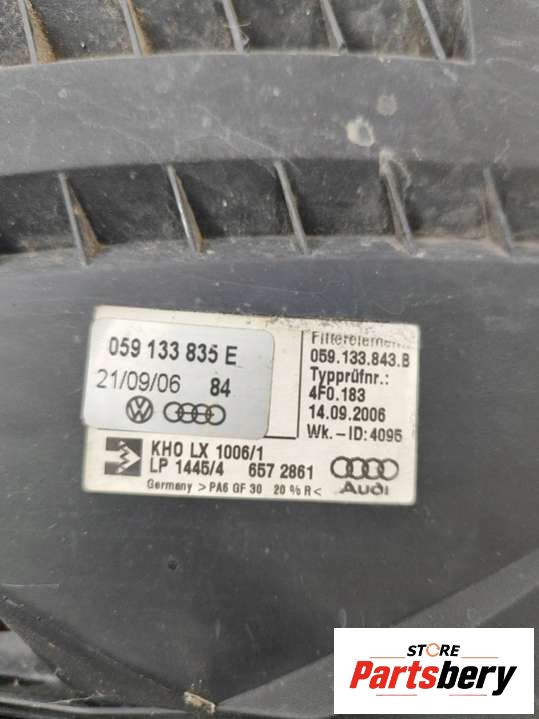 059 133 835 E
21/09/06 84
Filterelement
059.133.843.B
Typprüfnr.:
4F0.183
14.09.2006
Wk.-ID:4095
KHO LX 1006/1
LP 1445/4 657 2861
Germany >PA6 GF 30 20 % R<
Audi
STORE
Partsbery